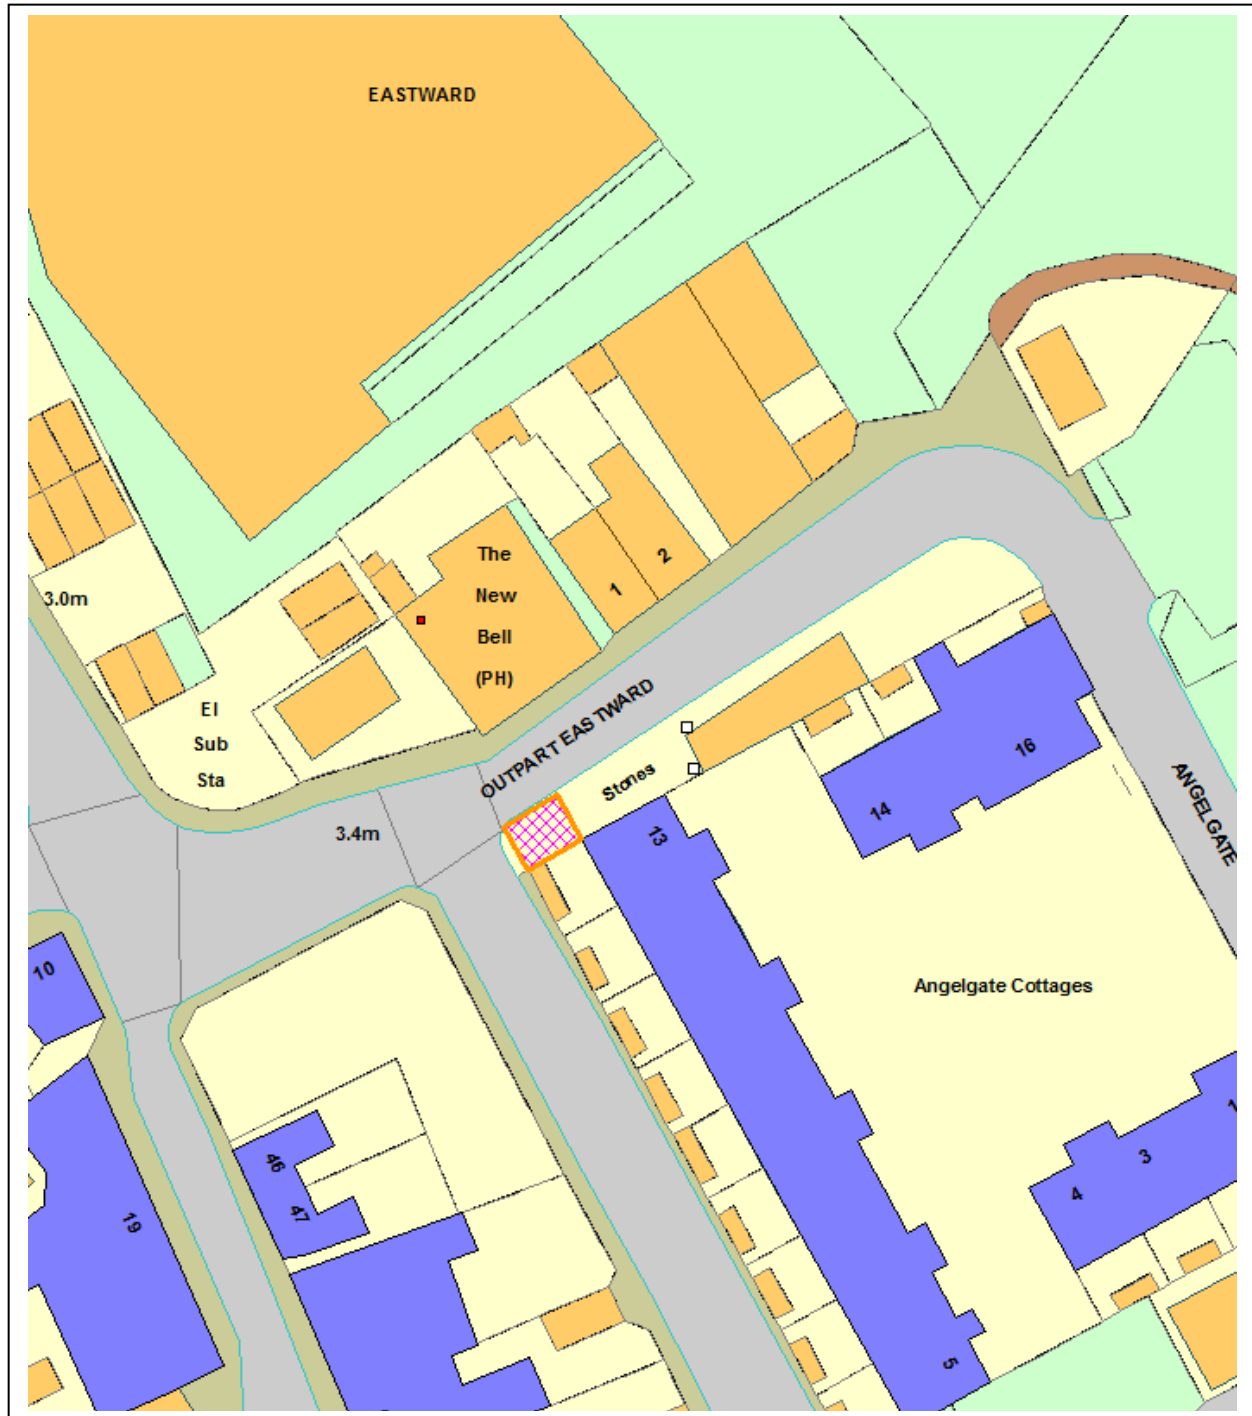 EASTWARD
The
New
Bell
(PH)
1
2
3.0m
El
Sub
Sta
OUTPART EASTWARD
Stones
3.4m
13
14
16
ANGELGATE
Angelgate Cottages
10
19
46
47
1
3
4
5